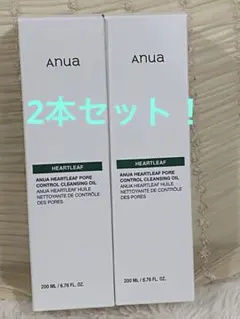 Anua
Anua
2本セット！
HEARTLEAF
HEARTLEAF
ANUA HEARTLEAF PORE
CONTROL CLEANSING OIL
ANUA HEARTLEAF HUILE
NETTOYANTE DE CONTRÔLE
DES PORES
ANUA HEARTLEAF PORE
CONTROL CLEANSING OIL
ANUA HEARTLEAF HUILE
NETTOYANTE DE CONTRÔLE
DES PORES
200 ML / 6.76 FL. OZ.
200 ML / 6.76 FL. OZ.